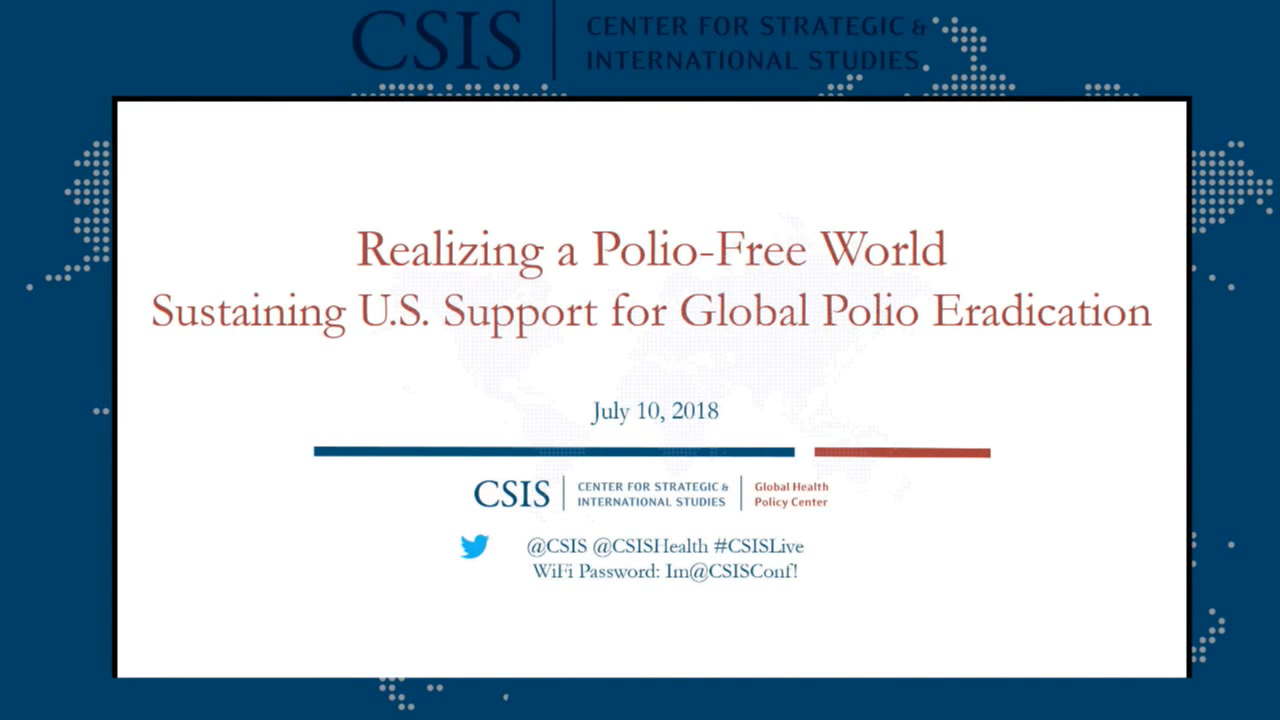 CSIS
CENTER FOR STRATEGIC &
INTERNATIONAL STUDIES
Realizing a Polio-Free World
Sustaining U.S. Support for Global Polio Eradication
July 10, 2018
CSIS
CENTER FOR STRATEGIC &
INTERNATIONAL STUDIES
Global Health
Policy Center
@CSIS @CSISHealth #CSISLive
WiFi Password: Im@CSISConf!